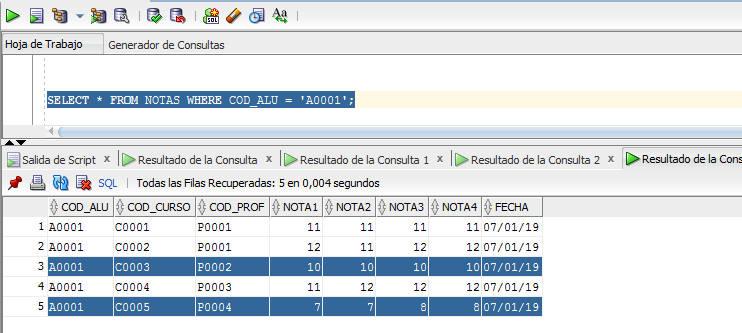 SQL
Aa
Hoja de Trabajo Generador de Consultas
SELECT * FROM NOTAS WHERE COD_ALU = 'A0001';
Salida de Script x Resultado de la Consulta x Resultado de la Consulta 1 x Resultado de la Consulta 2 x Resultado de la Cons
SQL | Todas las Filas Recuperadas: 5 en 0,004 segundos
COD_ALU COD_CURSO COD_PROF NOTA1 NOTA2 NOTA3 NOTA4 FECHA
1 A0001 C0001 P0001 11 11 11 11 07/01/19
2 A0001 C0002 P0001 12 11 12 12 07/01/19
3 A0001 C0003 P0002 10 10 10 10 07/01/19
4 A0001 C0004 P0003 11 12 12 12 07/01/19
5 A0001 C0005 P0004 7 7 8 8 07/01/19